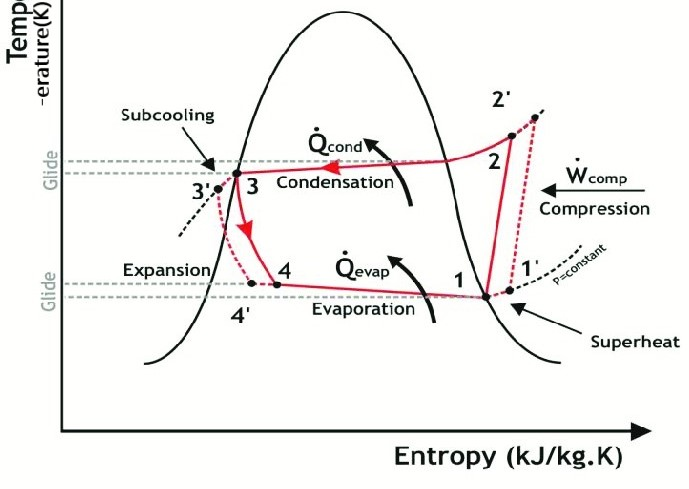 Tempe
-erature(K)
2'
Subcooling
Q̇cond
2
Ẇcomp
Glide
3'
3
Condensation
Compression
Expansion
4
Q̇evap
1
1'
P=constant
Glide
4'
Evaporation
Superheat
Entropy (kJ/kg.K)